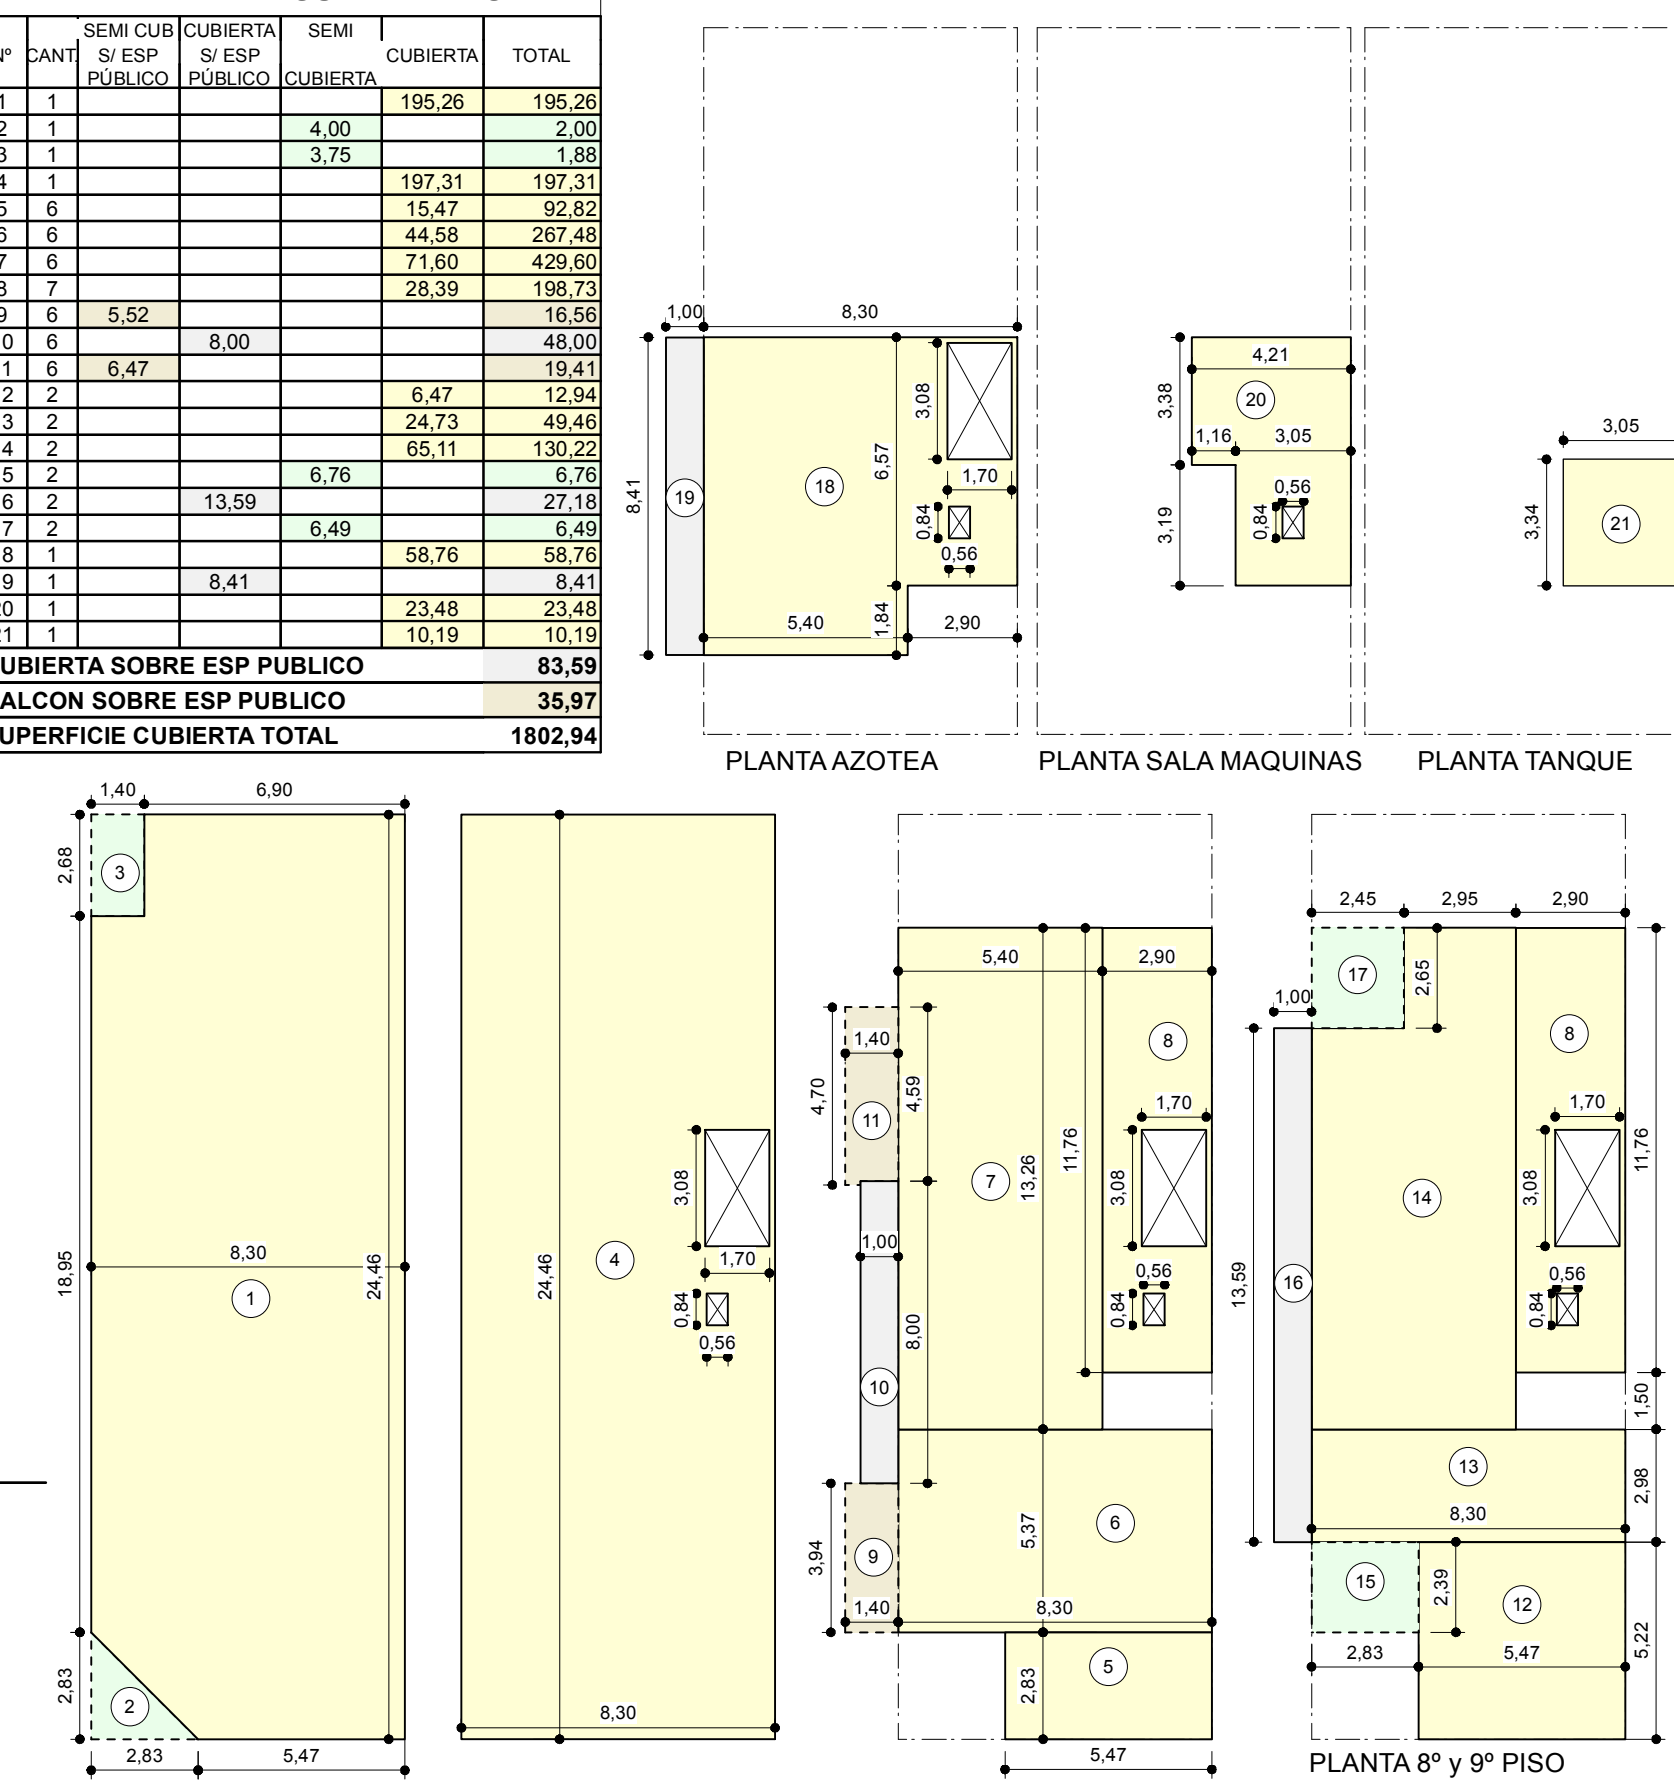 SEMI CUB CUBIERTA SEMI
Nº CANT. S/ ESP S/ ESP CUBIERTA TOTAL
PÚBLICO PÚBLICO CUBIERTA
1 1 195,26 195,26
2 1 4,00 2,00
3 1 3,75 1,88
4 1 197,31 197,31
5 6 15,47 92,82
6 6 44,58 267,48
7 6 71,60 429,60
8 7 28,39 198,73
9 6 5,52 16,56
0 6 8,00 48,00
1 6 6,47 19,41
2 2 6,47 12,94
3 2 24,73 49,46
4 2 65,11 130,22
5 2 6,76 6,76
6 2 13,59 27,18
7 2 6,49 6,49
8 1 58,76 58,76
9 1 8,41 8,41
20 1 23,48 23,48
21 1 10,19 10,19
UBIERTA SOBRE ESP PUBLICO 83,59
ALCON SOBRE ESP PUBLICO 35,97
UPERFICIE CUBIERTA TOTAL 1802,94
1,00 8,30
8,41
19
18
3,08
6,57
1,70
0,84
0,56
1,84
5,40 2,90
PLANTA AZOTEA
4,21
3,38
20
1,16 3,05
0,56
0,84
3,19
PLANTA SALA MAQUINAS
3,05
3,34
21
PLANTA TANQUE
1,40 6,90
2,68
3
18,95
8,30
24,46
1
2,83
2
2,83 5,47
24,46
4
3,08
1,70
0,84
0,56
8,30
5,40 2,90
1,40
4,70
4,59
11
8
7
13,26
11,76
1,70
3,08
1,00
0,56
0,84
8,00
10
6
5,37
3,94
9
1,40 8,30
5
2,83
5,47
2,45 2,95 2,90
17
2,65
1,00
8
1,70
11,76
3,08
14
13,59
16
0,56
0,84
1,50
13
2,98
8,30
15
2,39
12
5,22
2,83 5,47
PLANTA 8º y 9º PISO